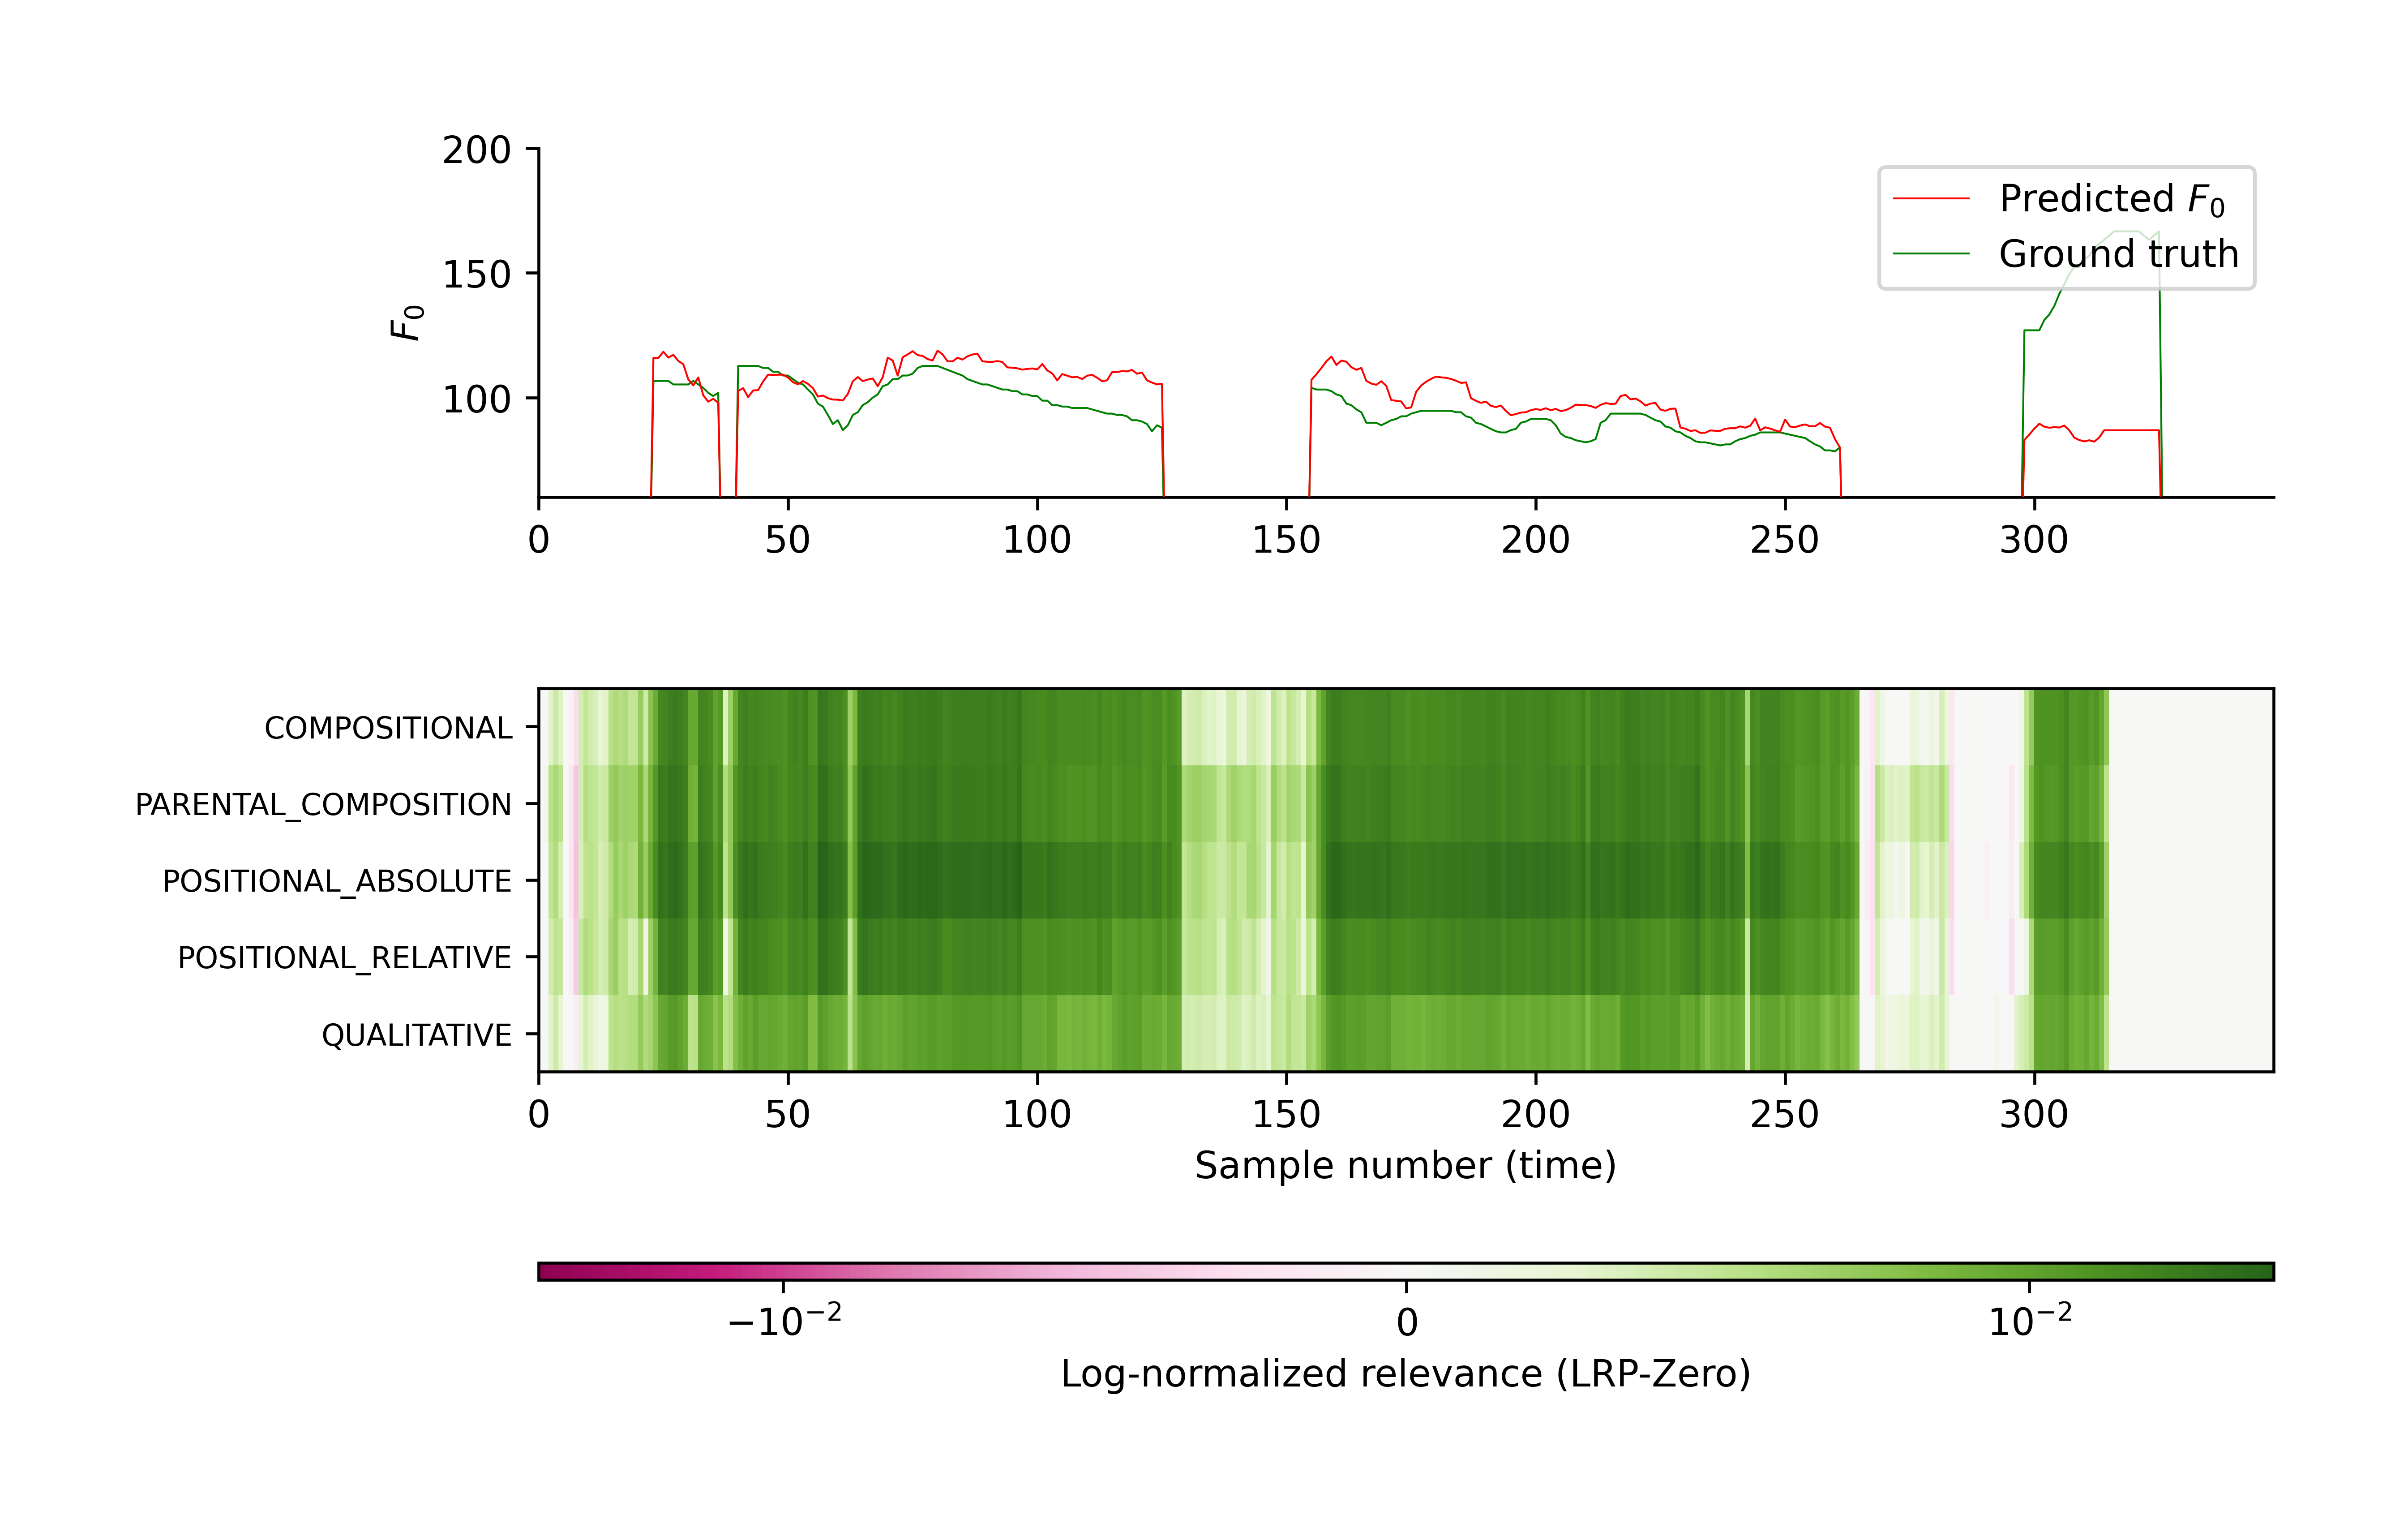 200
150
100
F₀
Predicted F₀
Ground truth
0 50 100 150 200 250 300
COMPOSITIONAL
PARENTAL_COMPOSITION
POSITIONAL_ABSOLUTE
POSITIONAL_RELATIVE
QUALITATIVE
0 50 100 150 200 250 300
Sample number (time)
−10⁻² 0 10⁻²
Log-normalized relevance (LRP-Zero)